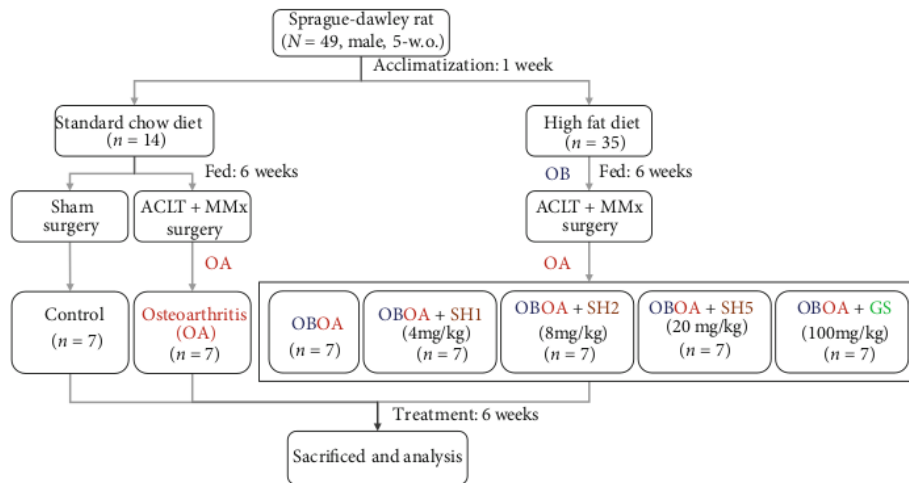 Sprague-dawley rat
(N = 49, male, 5-w.o.)
Acclimatization: 1 week
Standard chow diet
(n = 14)
High fat diet
(n = 35)
Fed: 6 weeks
OB
Fed: 6 weeks
Sham
surgery
ACLT + MMx
surgery
ACLT + MMx
surgery
OA
OA
Control
(n = 7)
Osteoarthritis
(OA)
(n = 7)
OBOA
(n = 7)
OBOA + SH1
(4mg/kg)
(n = 7)
OBOA + SH2
(8mg/kg)
(n = 7)
OBOA + SH5
(20 mg/kg)
(n = 7)
OBOA + GS
(100mg/kg)
(n = 7)
Treatment: 6 weeks
Sacrificed and analysis